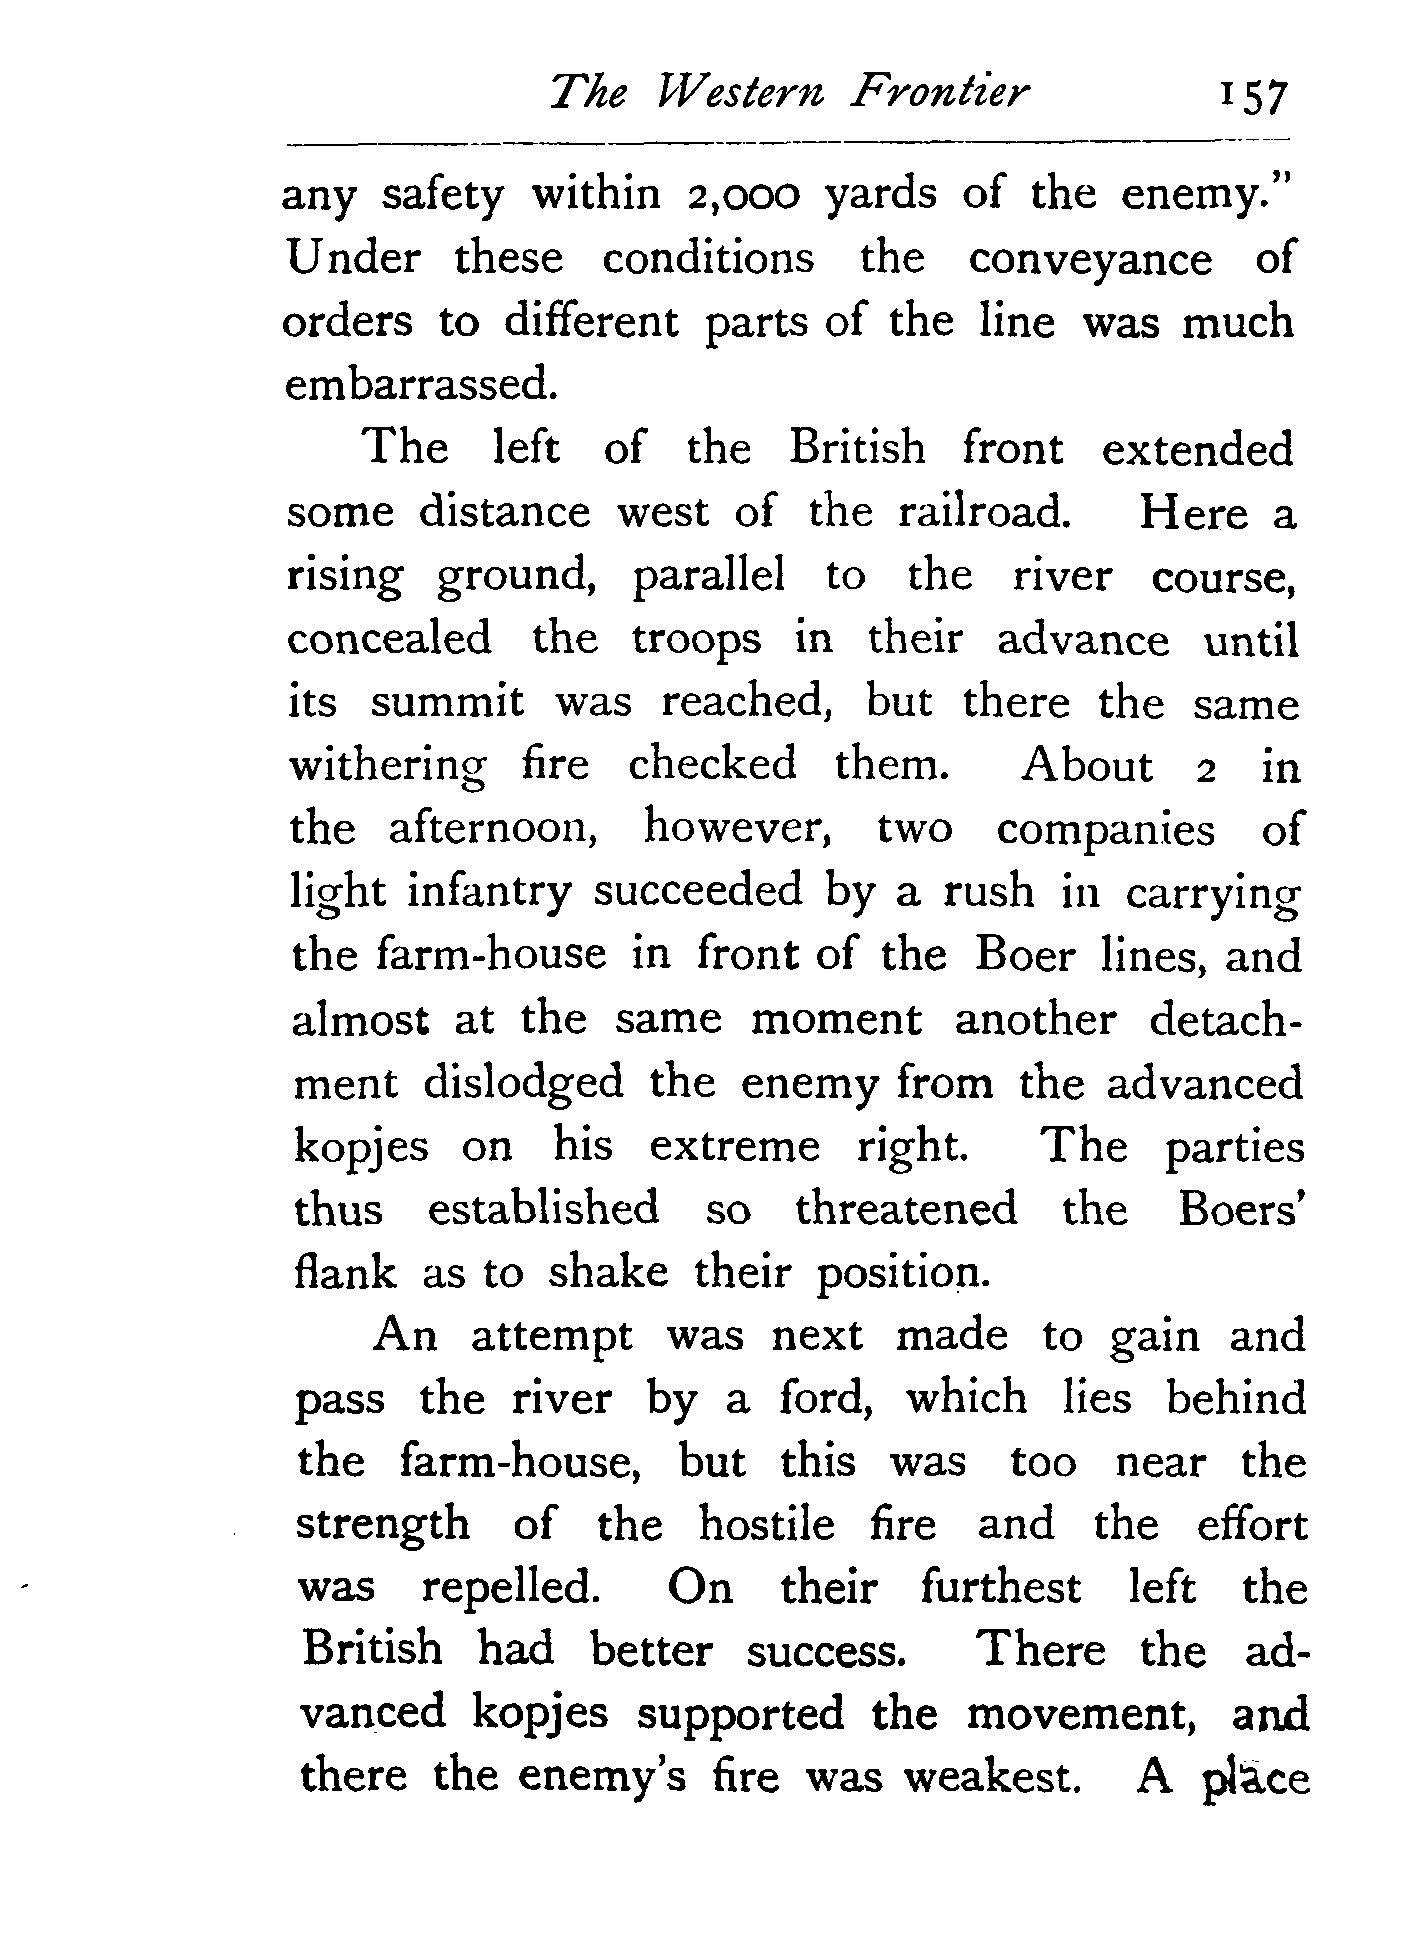 The Western Frontier 157
any safety within 2,000 yards of the enemy."
Under these conditions the conveyance of
orders to different parts of the line was much
embarrassed.
The left of the British front extended
some distance west of the railroad. Here a
rising ground, parallel to the river course,
concealed the troops in their advance until
its summit was reached, but there the same
withering fire checked them. About 2 in
the afternoon, however, two companies of
light infantry succeeded by a rush in carrying
the farm-house in front of the Boer lines, and
almost at the same moment another detach-
ment dislodged the enemy from the advanced
kopjes on his extreme right. The parties
thus established so threatened the Boers'
flank as to shake their position.
An attempt was next made to gain and
pass the river by a ford, which lies behind
the farm-house, but this was too near the
strength of the hostile fire and the effort
was repelled. On their furthest left the
British had better success. There the ad-
vanced kopjes supported the movement, and
there the enemy's fire was weakest. A place